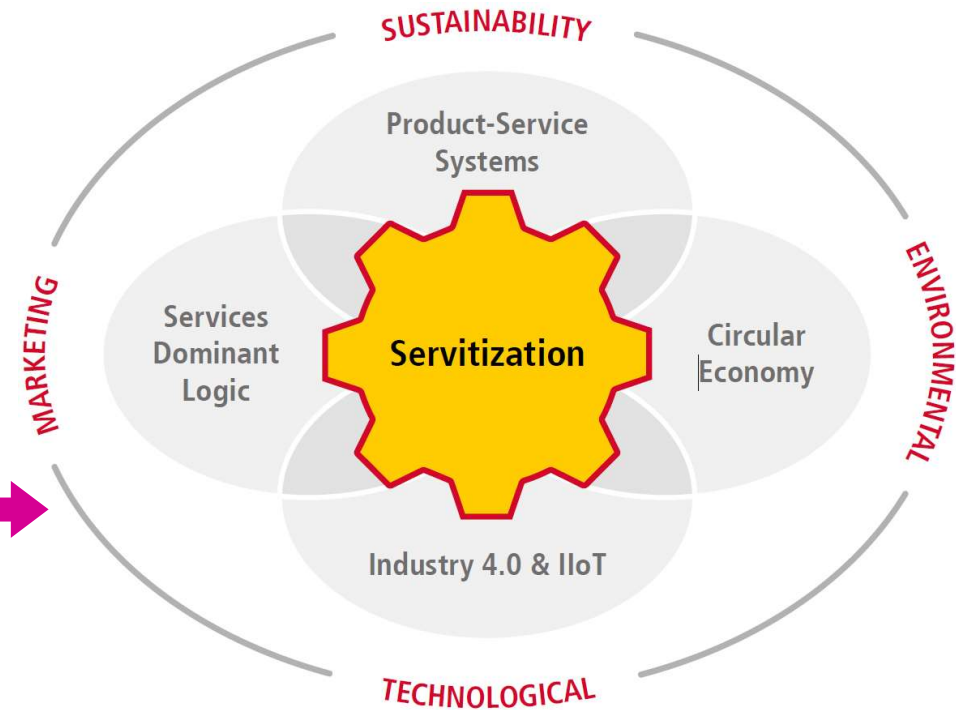 SUSTAINABILITY
Product-Service
Systems
MARKETING
Services
Dominant
Logic
Servitization
Circular
Economy
ENVIRONMENTAL
Industry 4.0 & IIoT
TECHNOLOGICAL